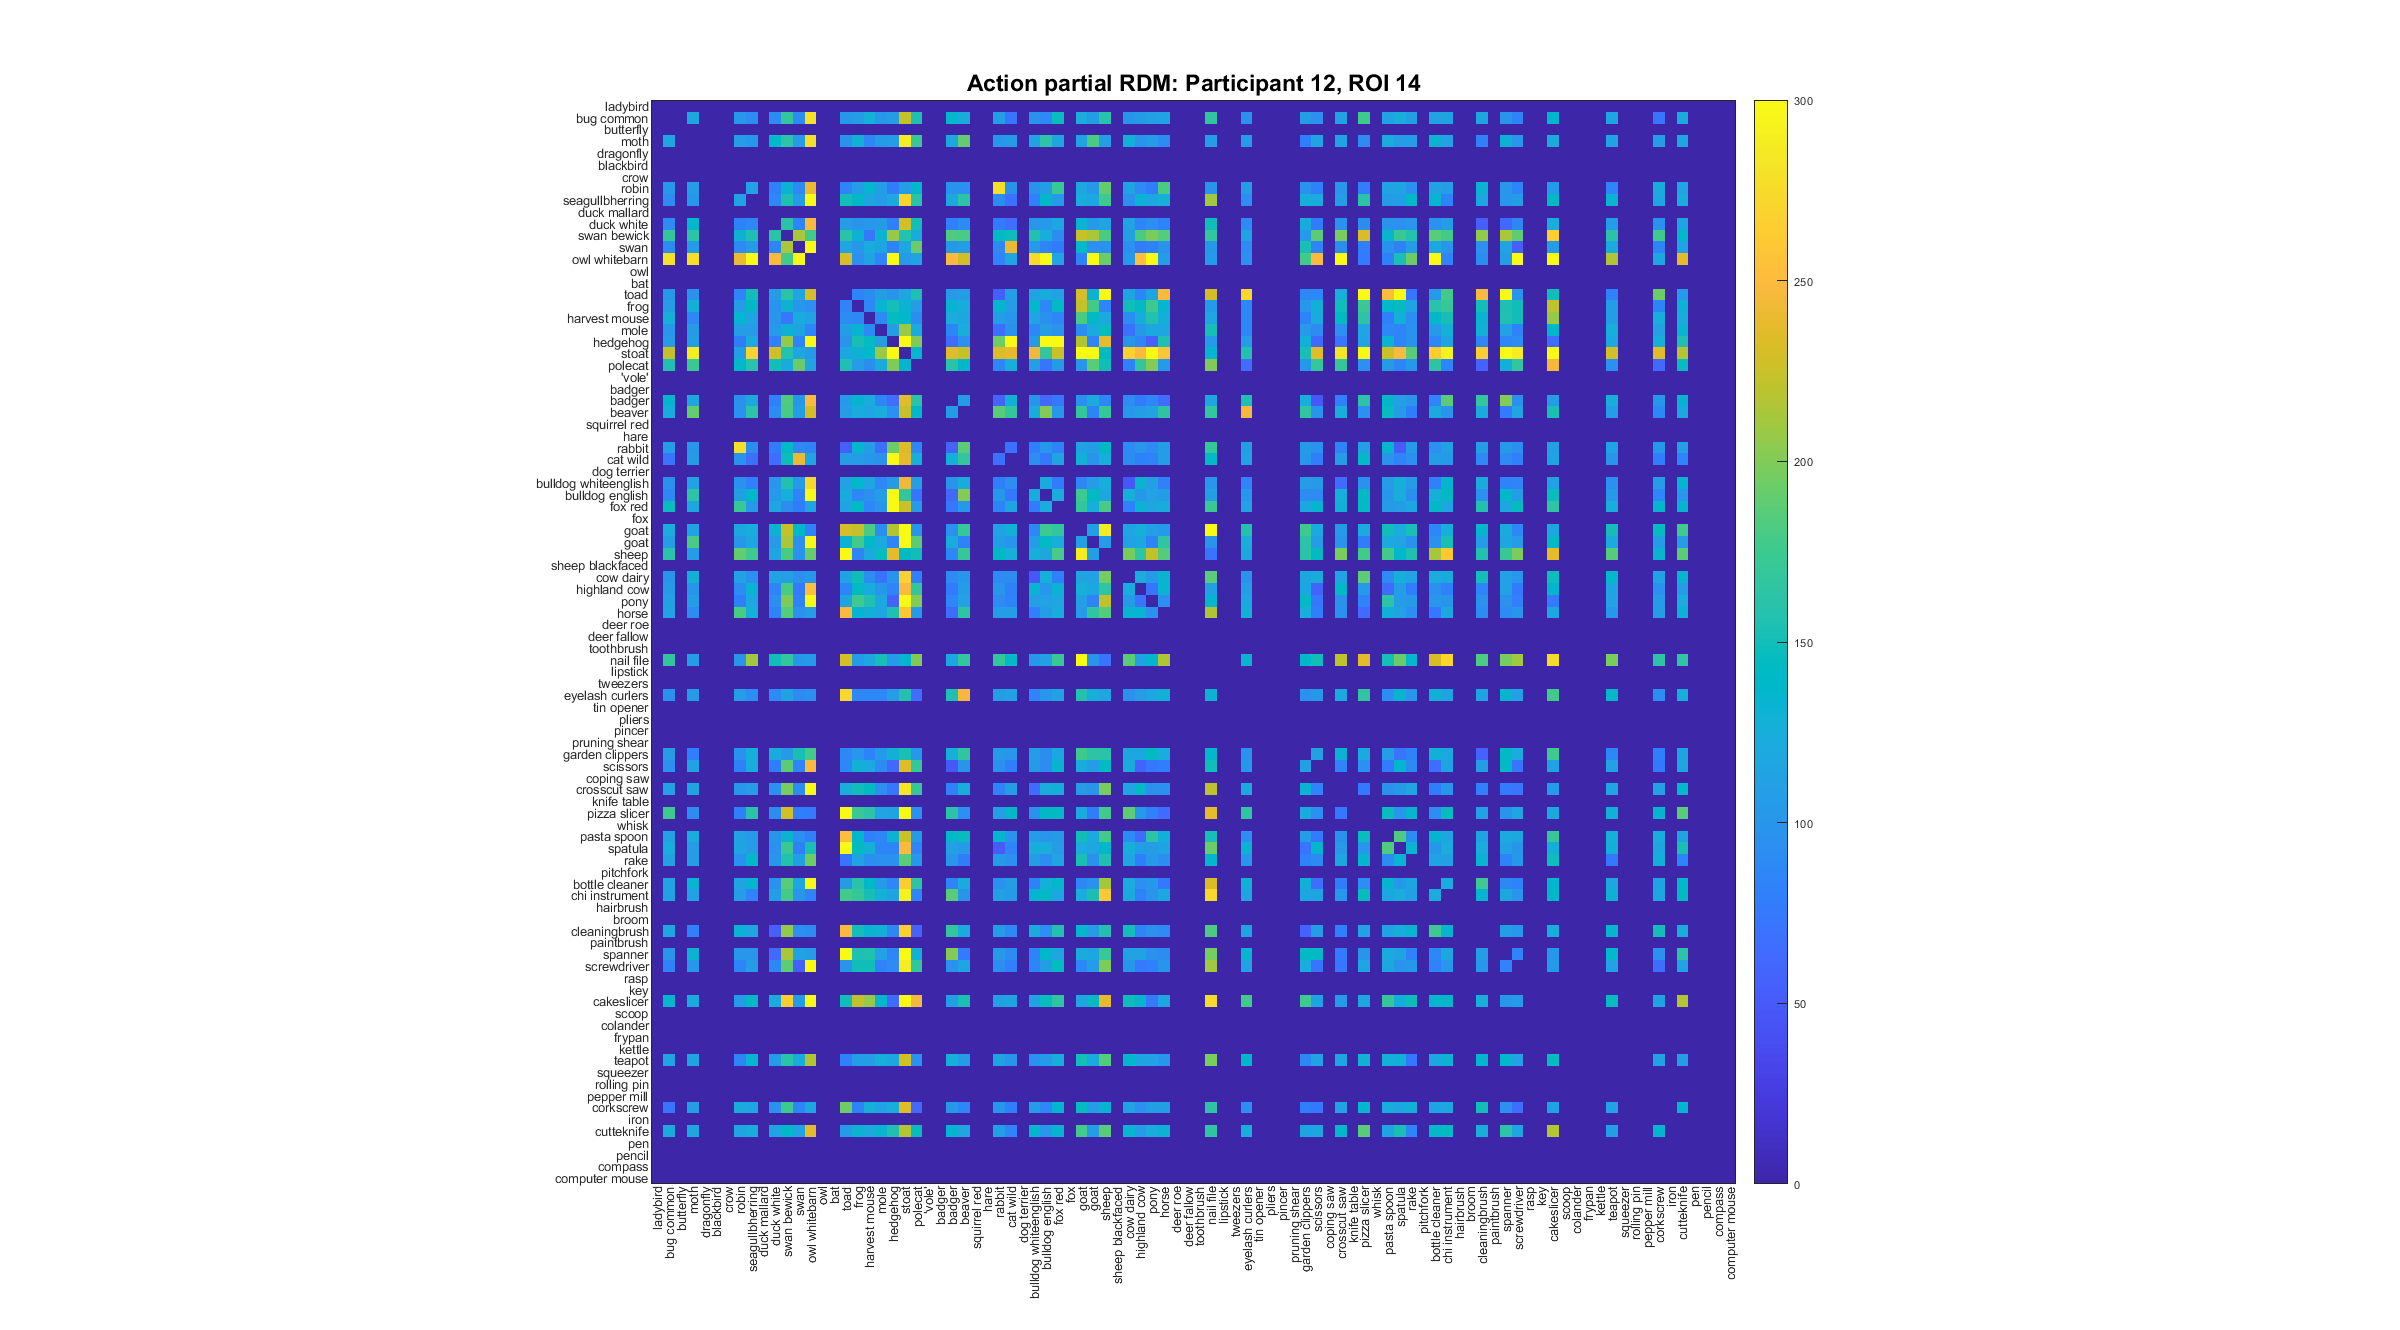 Action partial RDM: Participant 12, ROI 14
ladybird
bug common
butterfly
moth
dragonfly
blackbird
crow
robin
seagullbherring
duck mallard
duck white
swan bewick
swan
owl whitebarn
owl
bat
toad
frog
harvest mouse
mole
hedgehog
stoat
polecat
'vole'
badger
badger
beaver
squirrel red
hare
rabbit
cat wild
dog terrier
bulldog whiteenglish
bulldog english
fox red
fox
goat
goat
sheep
sheep blackfaced
cow dairy
highland cow
pony
horse
deer roe
deer fallow
toothbrush
nail file
lipstick
tweezers
eyelash curlers
tin opener
pliers
pincer
pruning shear
garden clippers
scissors
coping saw
crosscut saw
knife table
pizza slicer
whisk
pasta spoon
spatula
rake
pitchfork
bottle cleaner
chi instrument
hairbrush
broom
cleaningbrush
paintbrush
spanner
screwdriver
rasp
key
cakeslicer
scoop
colander
frypan
kettle
teapot
squeezer
rolling pin
pepper mill
corkscrew
iron
cutteknife
pen
pencil
compass
computer mouse
ladybird
bug common
butterfly
moth
dragonfly
blackbird
crow
robin
seagullbherring
duck mallard
duck white
swan bewick
swan
owl whitebarn
owl
bat
toad
frog
harvest mouse
mole
hedgehog
stoat
polecat
'vole'
badger
badger
beaver
squirrel red
hare
rabbit
cat wild
dog terrier
bulldog whiteenglish
bulldog english
fox red
fox
goat
goat
sheep
sheep blackfaced
cow dairy
highland cow
pony
horse
deer roe
deer fallow
toothbrush
nail file
lipstick
tweezers
eyelash curlers
tin opener
pliers
pincer
pruning shear
garden clippers
scissors
coping saw
crosscut saw
knife table
pizza slicer
whisk
pasta spoon
spatula
rake
pitchfork
bottle cleaner
chi instrument
hairbrush
broom
cleaningbrush
paintbrush
spanner
screwdriver
rasp
key
cakeslicer
scoop
colander
frypan
kettle
teapot
squeezer
rolling pin
pepper mill
corkscrew
iron
cutteknife
pen
pencil
compass
computer mouse
300
250
200
150
100
50
0